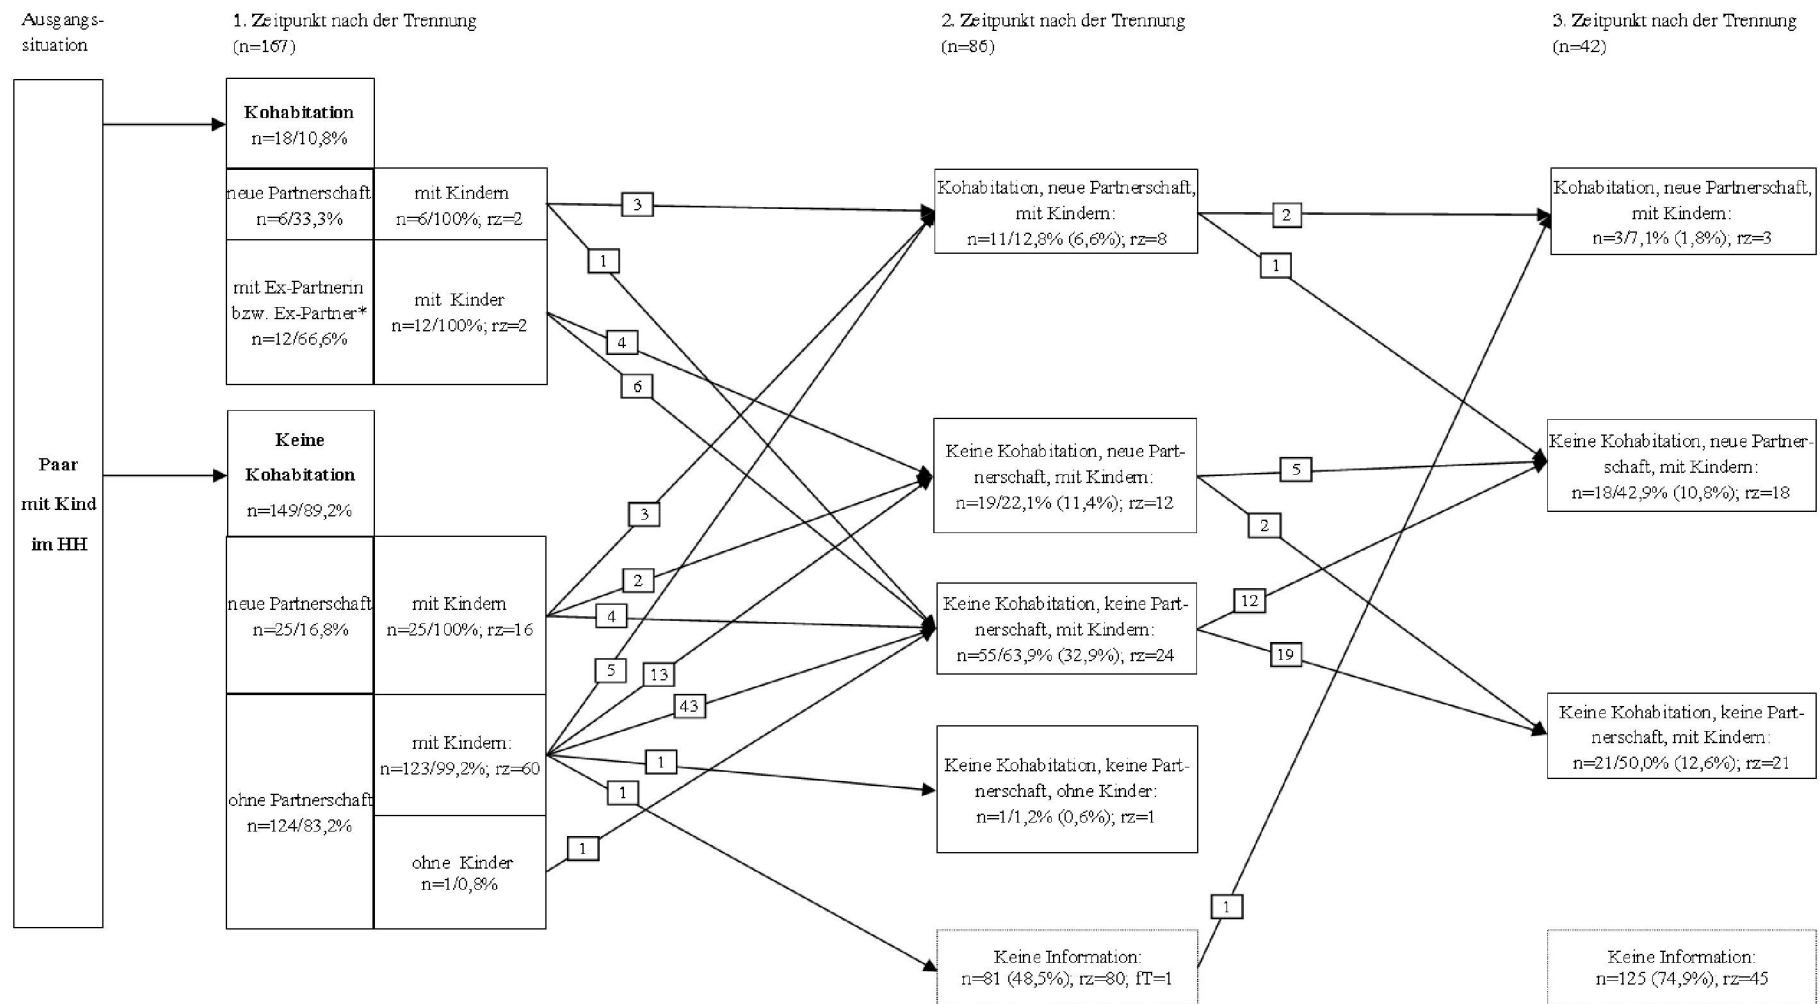 Ausgangs-
situation
1. Zeitpunkt nach der Trennung
(n=167)
2. Zeitpunkt nach der Trennung
(n=86)
3. Zeitpunkt nach der Trennung
(n=42)
Paar
mit Kind
im HH
Kohabitation
n=18/10,8%
neue Partnerschaft
n=6/33,3%
mit Kindern
n=6/100%; rz=2
mit Ex-Partnerin
bzw. Ex-Partner*
n=12/66,6%
mit Kinder
n=12/100%; rz=2
Keine
Kohabitation
n=149/89,2%
neue Partnerschaft
n=25/16,8%
mit Kindern
n=25/100%; rz=16
ohne Partnerschaft
n=124/83,2%
mit Kindern:
n=123/99,2%; rz=60
ohne Kinder
n=1/0,8%
3
1
4
6
3
2
4
5
13
43
1
1
1
Kohabitation, neue Partnerschaft,
mit Kindern:
n=11/12,8% (6,6%); rz=8
Keine Kohabitation, neue Part-
nerschaft, mit Kindern:
n=19/22,1% (11,4%); rz=12
Keine Kohabitation, keine Part-
nerschaft, mit Kindern:
n=55/63,9% (32,9%); rz=24
Keine Kohabitation, keine Part-
nerschaft, ohne Kinder:
n=1/1,2% (0,6%); rz=1
Keine Information:
n=81 (48,5%); rz=80; fT=1
2
1
5
2
12
19
1
Kohabitation, neue Partnerschaft,
mit Kindern:
n=3/7,1% (1,8%); rz=3
Keine Kohabitation, neue Partner-
schaft, mit Kindern:
n=18/42,9% (10,8%); rz=18
Keine Kohabitation, keine Part-
nerschaft, mit Kindern:
n=21/50,0% (12,6%); rz=21
Keine Information:
n=125 (74,9%); rz=45